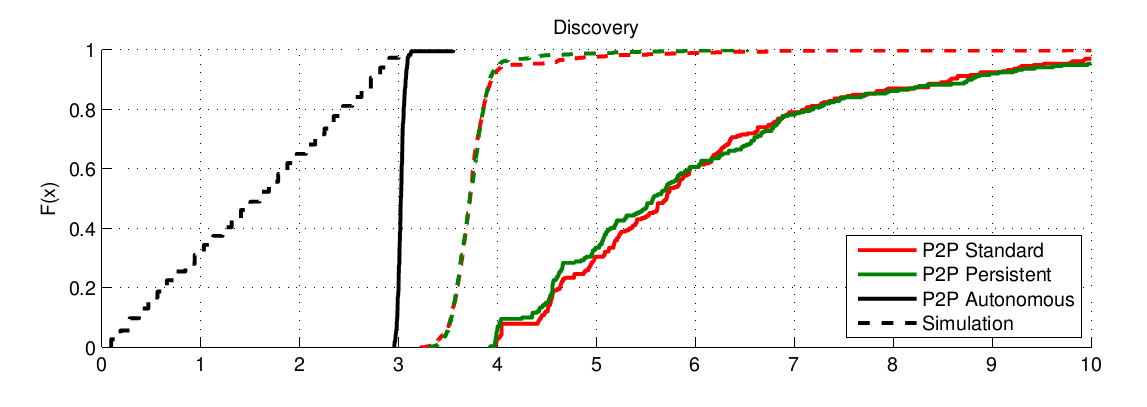 Discovery
1
0.8
0.6
0.4
0.2
0
F(x)
0 1 2 3 4 5 6 7 8 9 10
P2P Standard
P2P Persistent
P2P Autonomous
Simulation